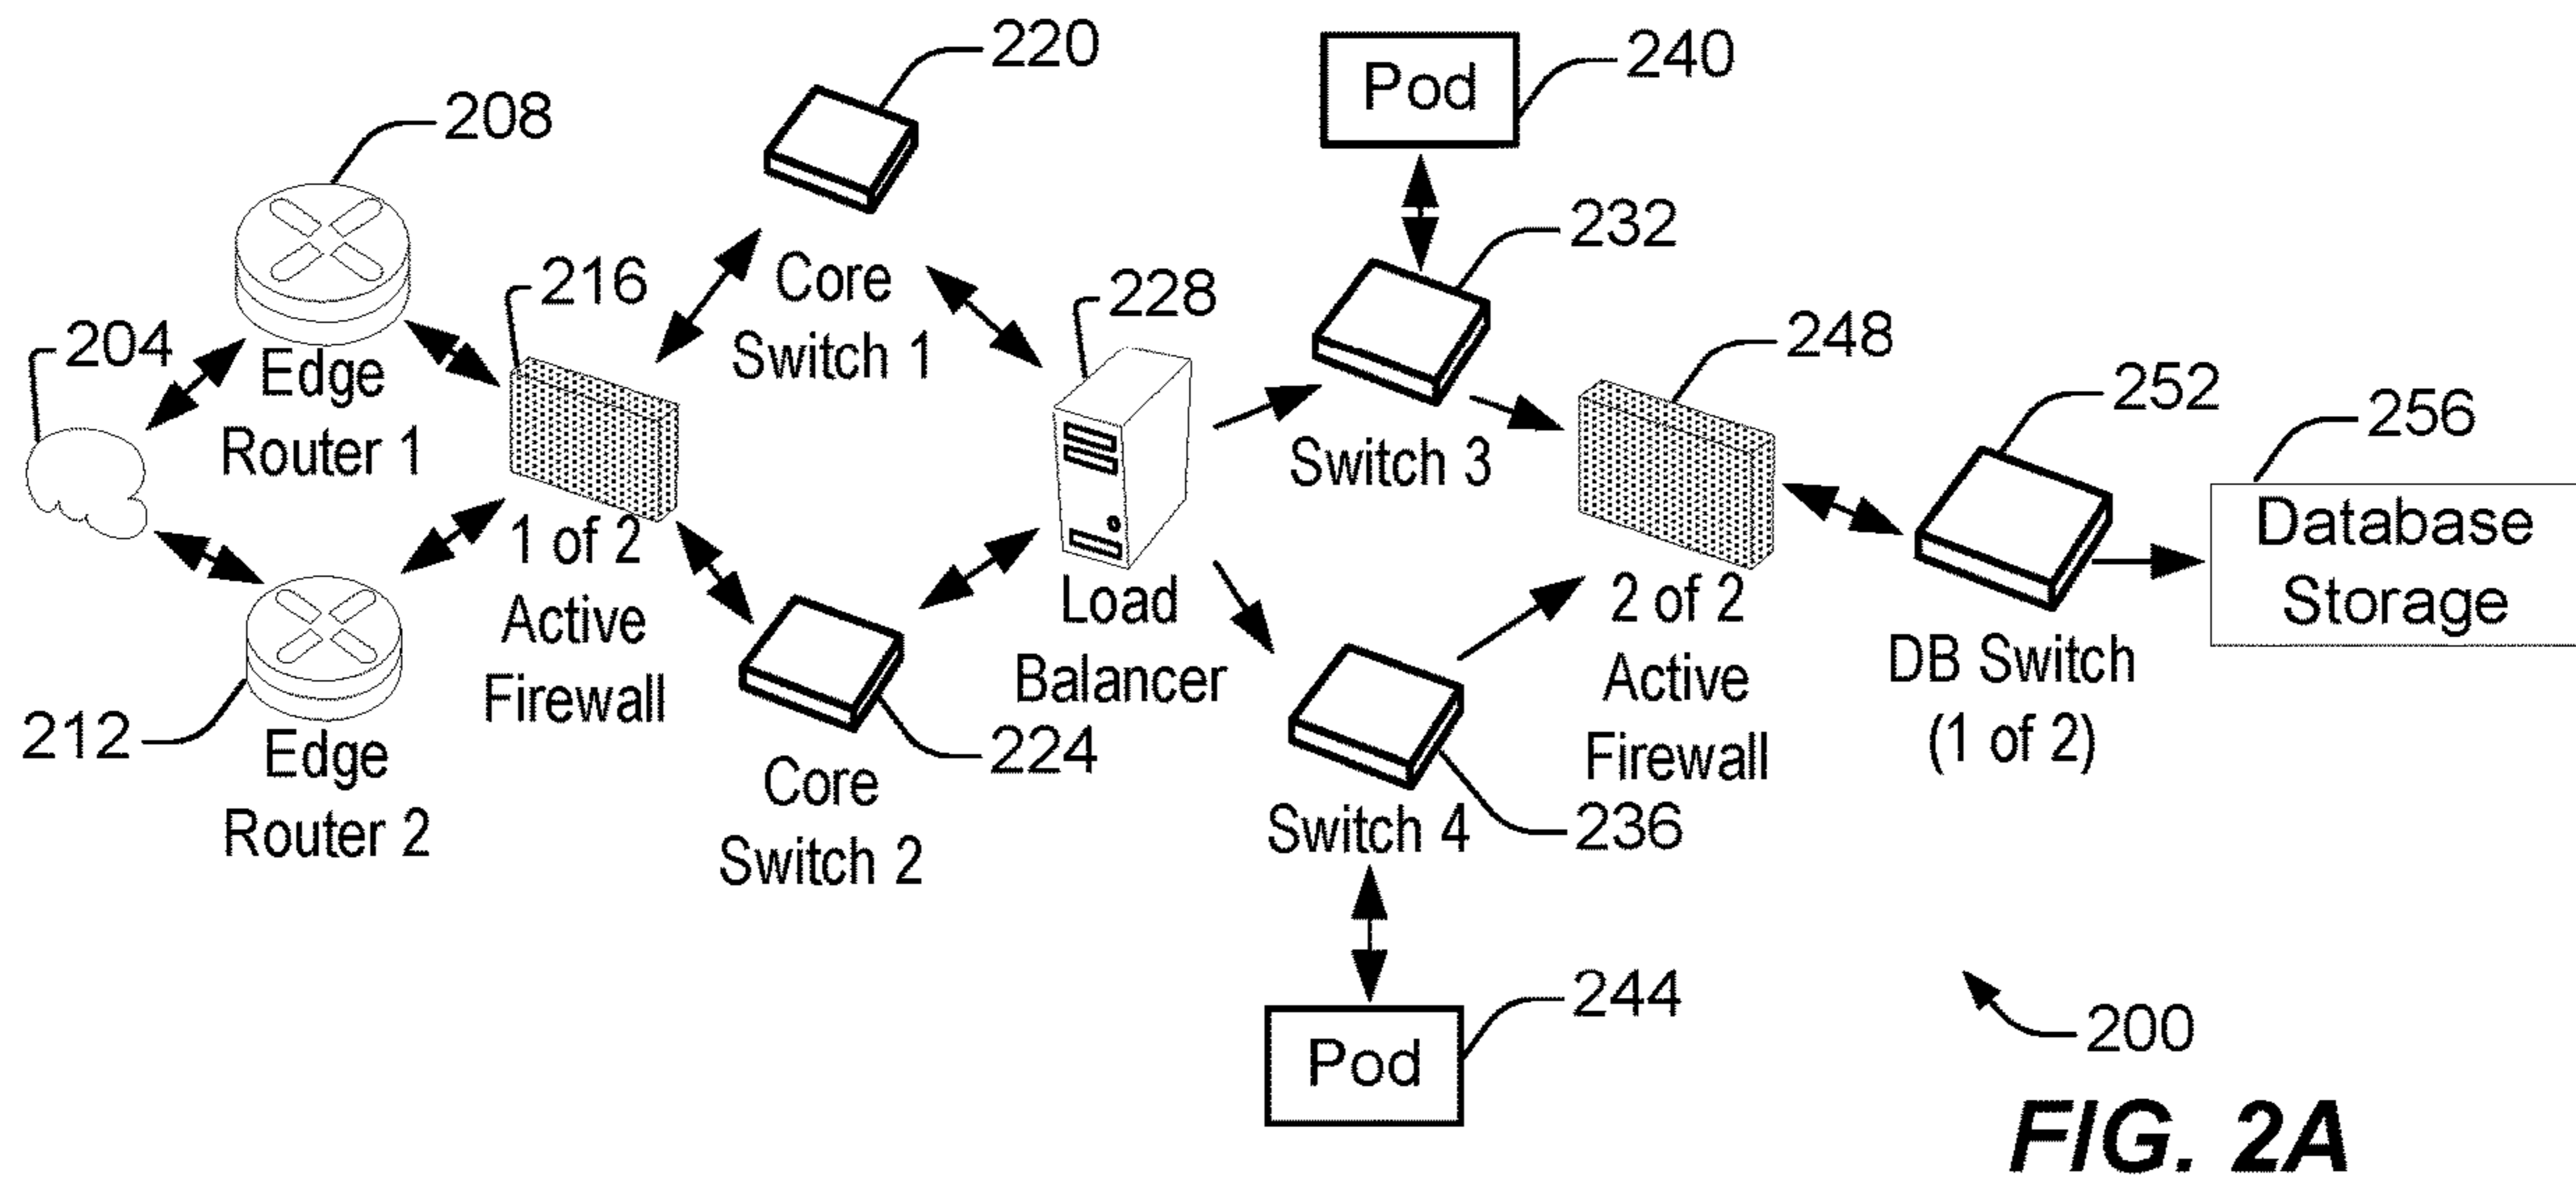 220
Pod
240
208
232
Core
Switch 1
216
228
204
Edge
Router 1
248
252
256
Switch 3
Database
Storage
1 of 2
Active
Firewall
Load
Balancer
2 of 2
Active
Firewall
DB Switch
(1 of 2)
212
Edge
Router 2
224
Core
Switch 2
Switch 4
236
244
Pod
200
FIG. 2A